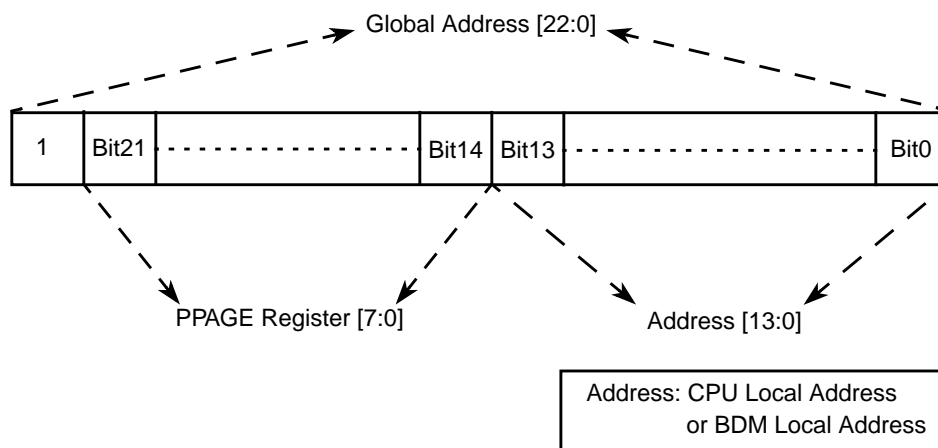 Global Address [22:0]
1 Bit21 Bit14 Bit13 Bit0
PPAGE Register [7:0] Address [13:0]
Address: CPU Local Address
or BDM Local Address